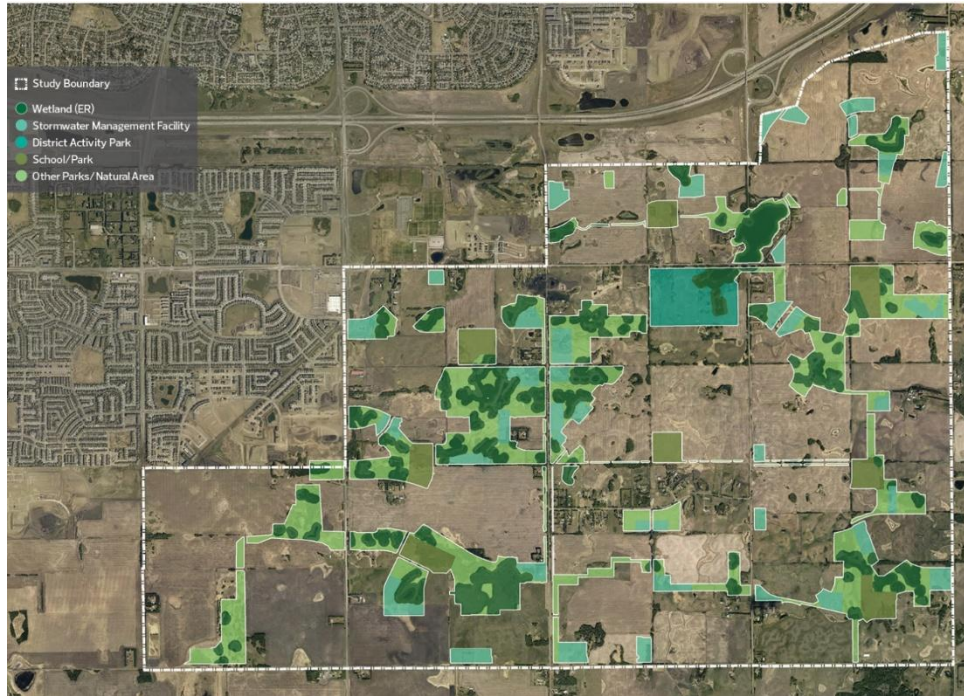 Study Boundary
Wetland (ER)
Stormwater Management Facility
District Activity Park
School/Park
Other Parks/Natural Area